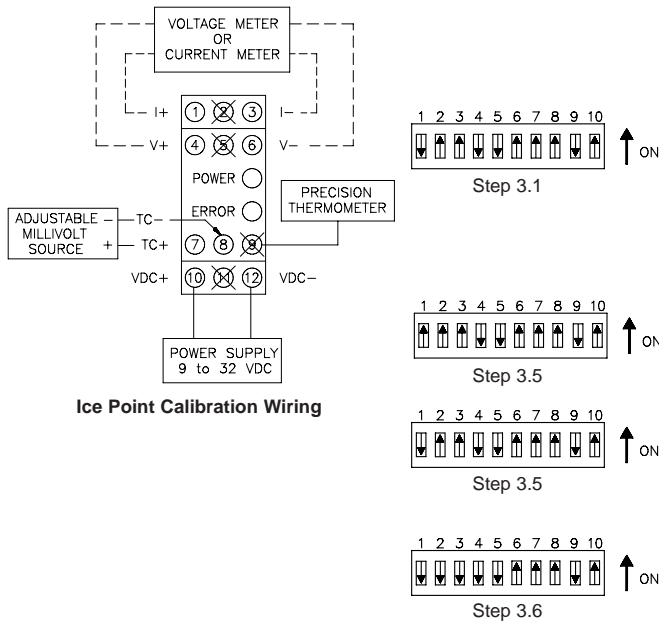 VOLTAGE METER
OR
CURRENT METER
I+ 1 2 3 I-
V+ 4 5 6 V-
POWER
ERROR
PRECISION
THERMOMETER
ADJUSTABLE
MILLIVOLT
SOURCE
- TC-
+ TC+ 7 8 9
VDC+ 10 11 12 VDC-
POWER SUPPLY
9 to 32 VDC
Ice Point Calibration Wiring
1 2 3 4 5 6 7 8 9 10
ON
Step 3.1
1 2 3 4 5 6 7 8 9 10
ON
Step 3.5
1 2 3 4 5 6 7 8 9 10
ON
Step 3.5
1 2 3 4 5 6 7 8 9 10
ON
Step 3.6